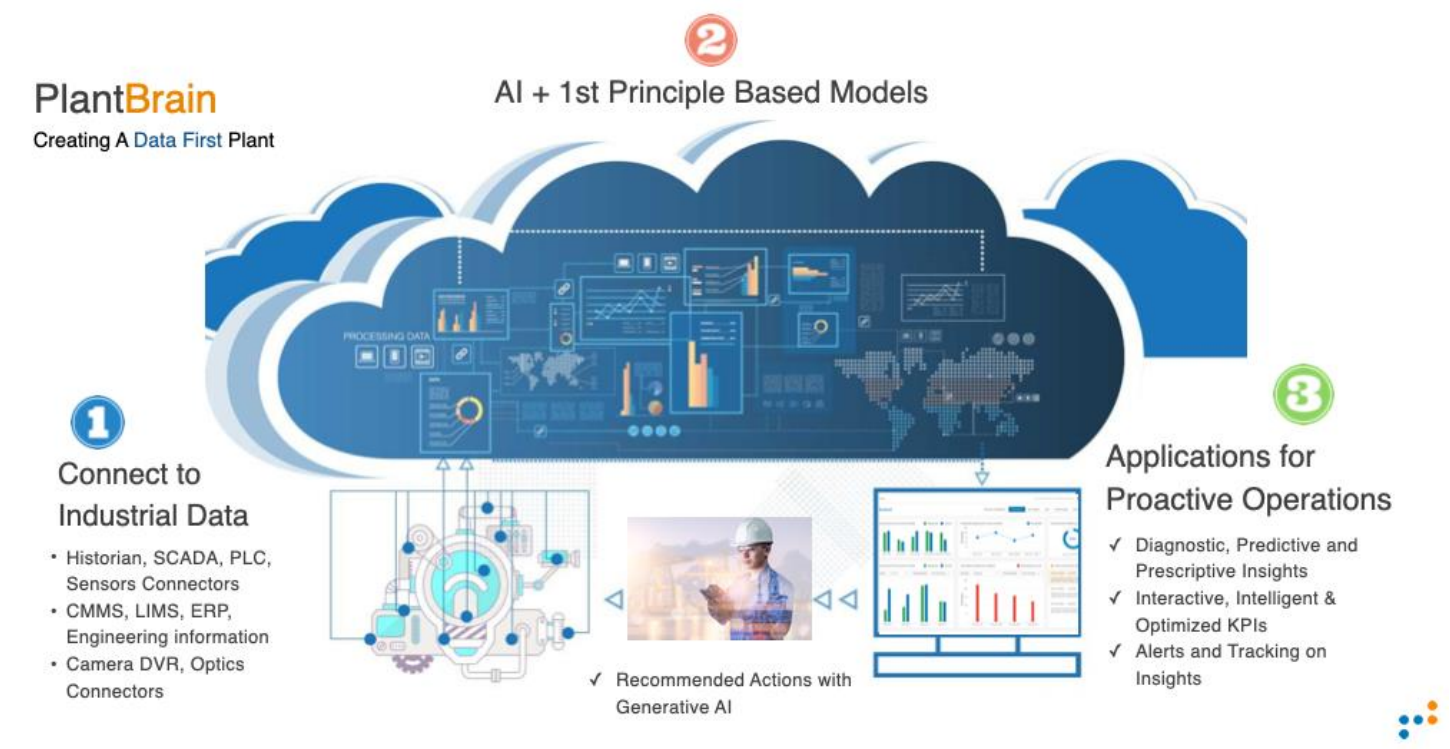 PlantBrain
Creating A Data First Plant
2
AI + 1st Principle Based Models
PROCESSING DATA
1
Connect to
Industrial Data
• Historian, SCADA, PLC,
Sensors Connectors
• CMMS, LIMS, ERP,
Engineering information
• Camera DVR, Optics
Connectors
✓ Recommended Actions with
Generative AI
3
Applications for
Proactive Operations
✓ Diagnostic, Predictive and
Prescriptive Insights
✓ Interactive, Intelligent &
Optimized KPIs
✓ Alerts and Tracking on
Insights